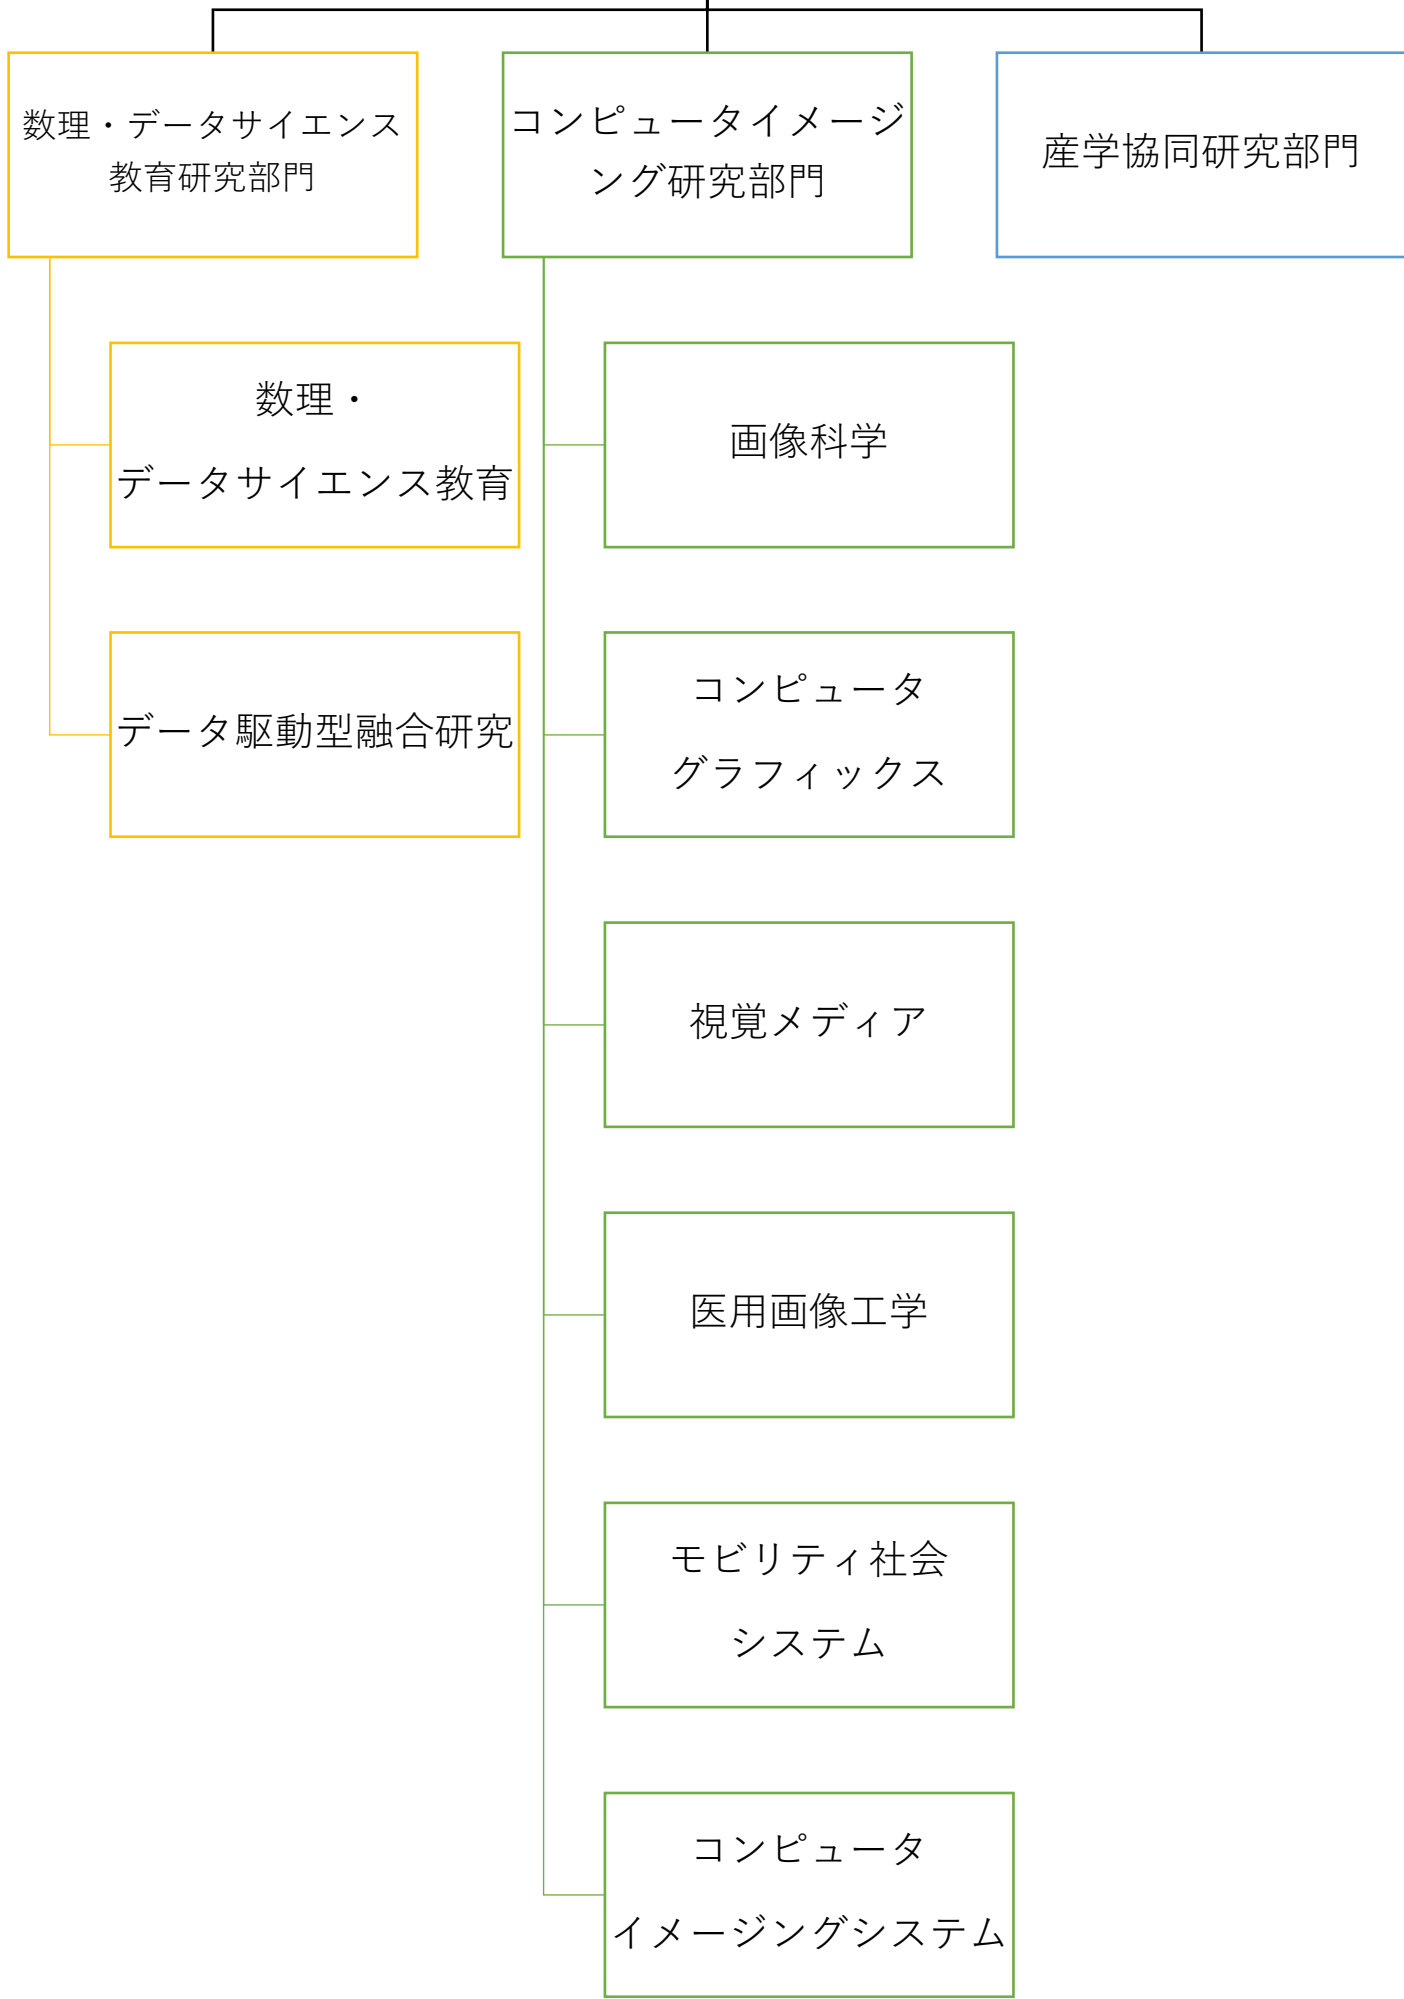 数理・データサイエンス
教育研究部門
コンピュータイメージ
ング研究部門
産学協同研究部門
数理・
データサイエンス教育
データ駆動型融合研究
画像科学
コンピュータ
グラフィックス
視覚メディア
医用画像工学
モビリティ社会
システム
コンピュータ
イメージングシステム